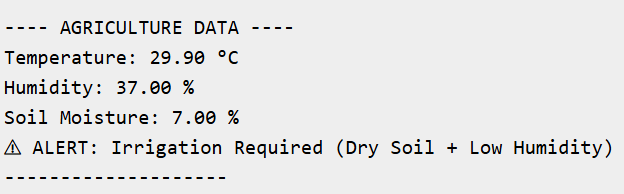 ---- AGRICULTURE DATA ----
Temperature: 29.90 °C
Humidity: 37.00 %
Soil Moisture: 7.00 %
⚠ ALERT: Irrigation Required (Dry Soil + Low Humidity)
--------------------